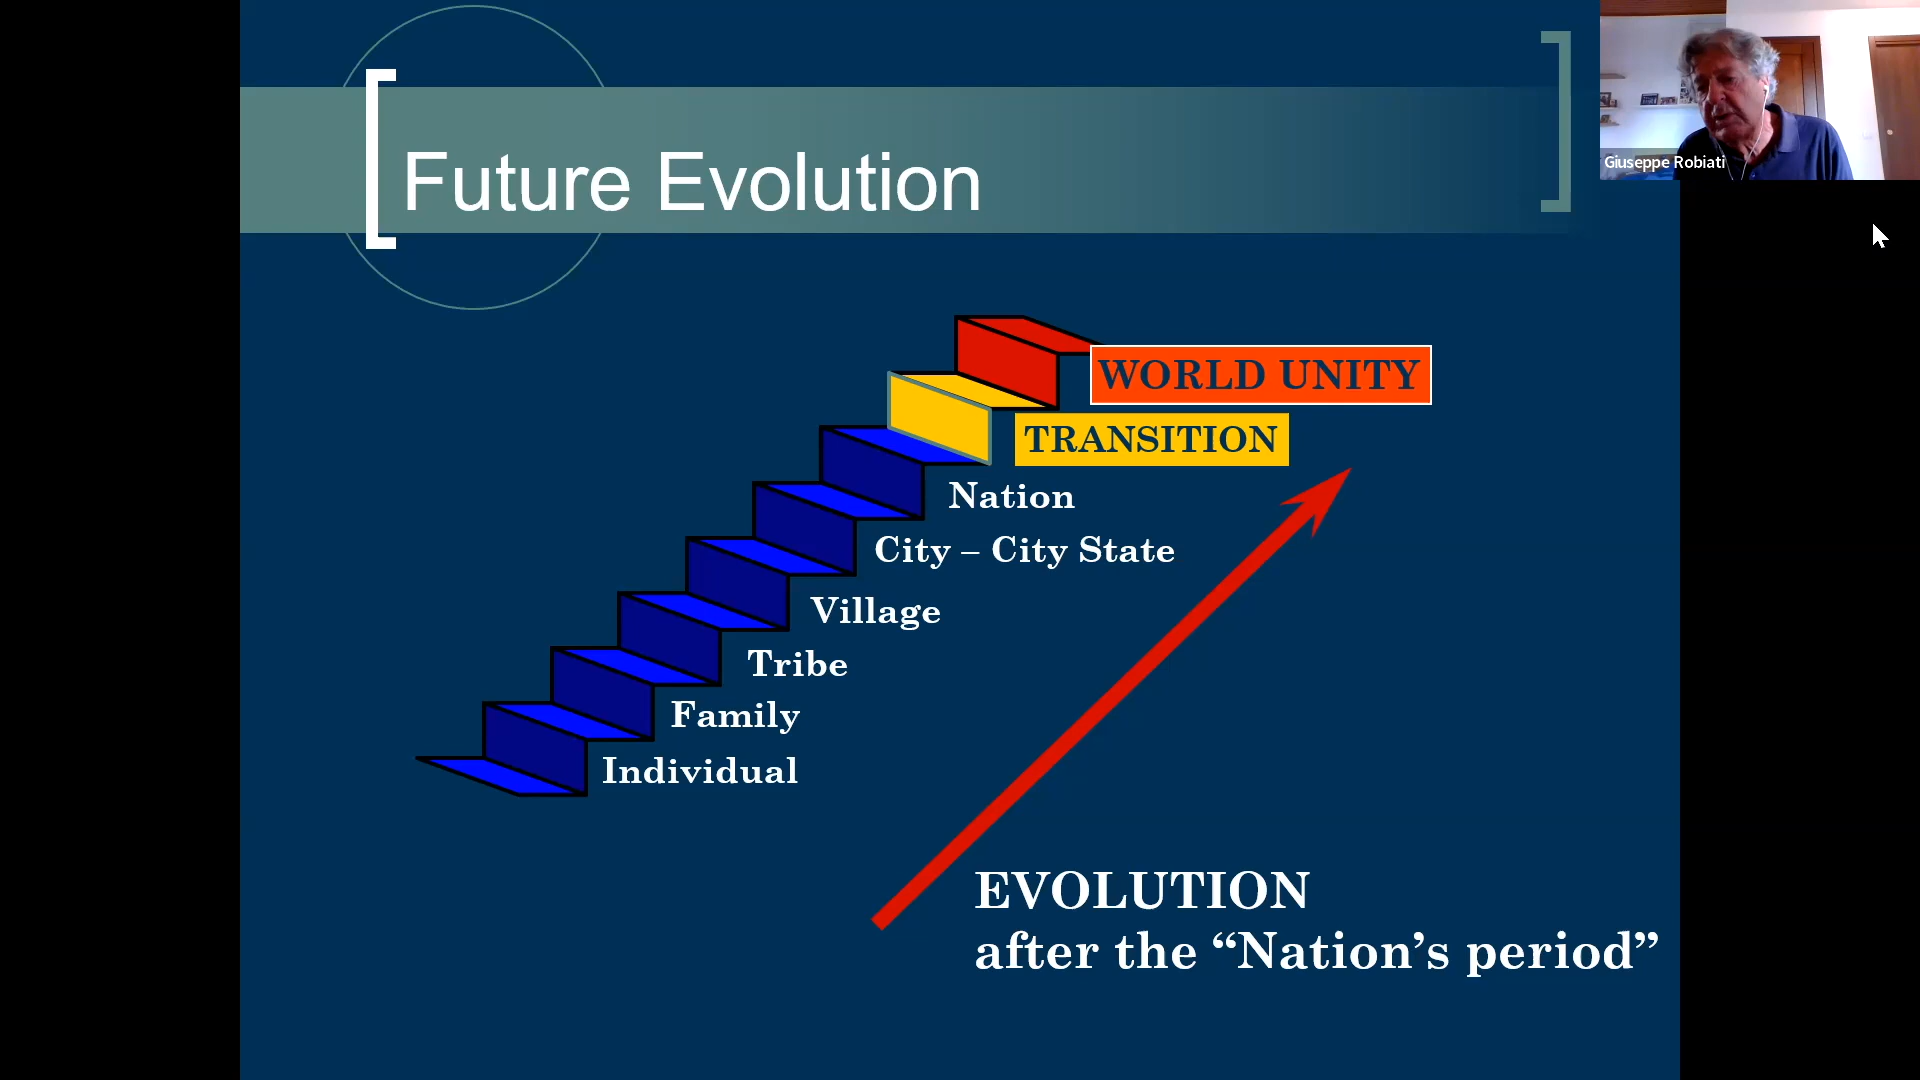 Future Evolution
Giuseppe Robiati
WORLD UNITY
TRANSITION
Nation
City – City State
Village
Tribe
Family
Individual
EVOLUTION
after the “Nation’s period”